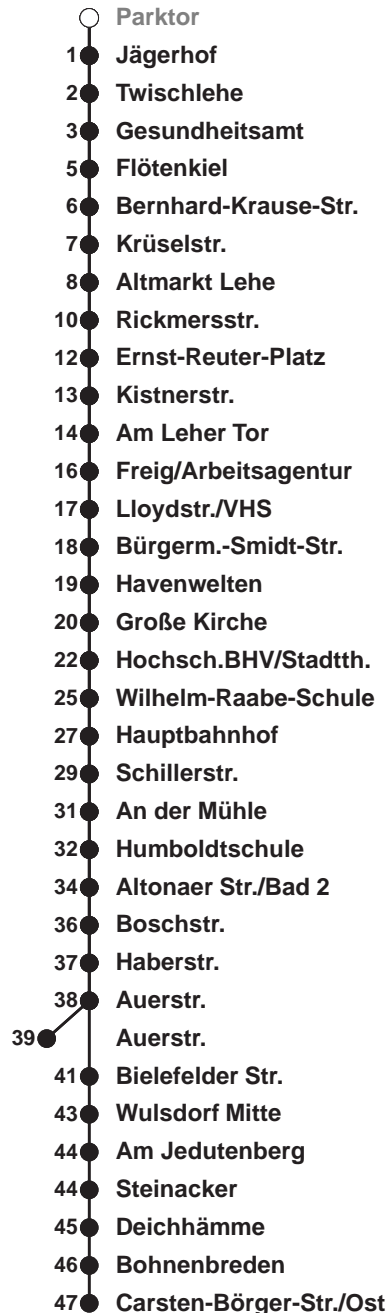 Parktor
1 Jägerhof
2 Twischlehe
3 Gesundheitsamt
5 Flötenkiel
6 Bernhard-Krause-Str.
7 Krüselstr.
8 Altmarkt Lehe
10 Rickmersstr.
12 Ernst-Reuter-Platz
13 Kistnerstr.
14 Am Leher Tor
16 Freig/Arbeitsagentur
17 Lloydstr./VHS
18 Bürgerm.-Smidt-Str.
19 Havenwelten
20 Große Kirche
22 Hochsch.BHV/Stadtth.
25 Wilhelm-Raabe-Schule
27 Hauptbahnhof
29 Schillerstr.
31 An der Mühle
32 Humboldtschule
34 Altonaer Str./Bad 2
36 Boschstr.
37 Haberstr.
38 Auerstr.
39 Auerstr.
41 Bielefelder Str.
43 Wulsdorf Mitte
44 Am Jedutenberg
44 Steinacker
45 Deichhämme
46 Bohnenbreden
47 Carsten-Börger-Str./Ost